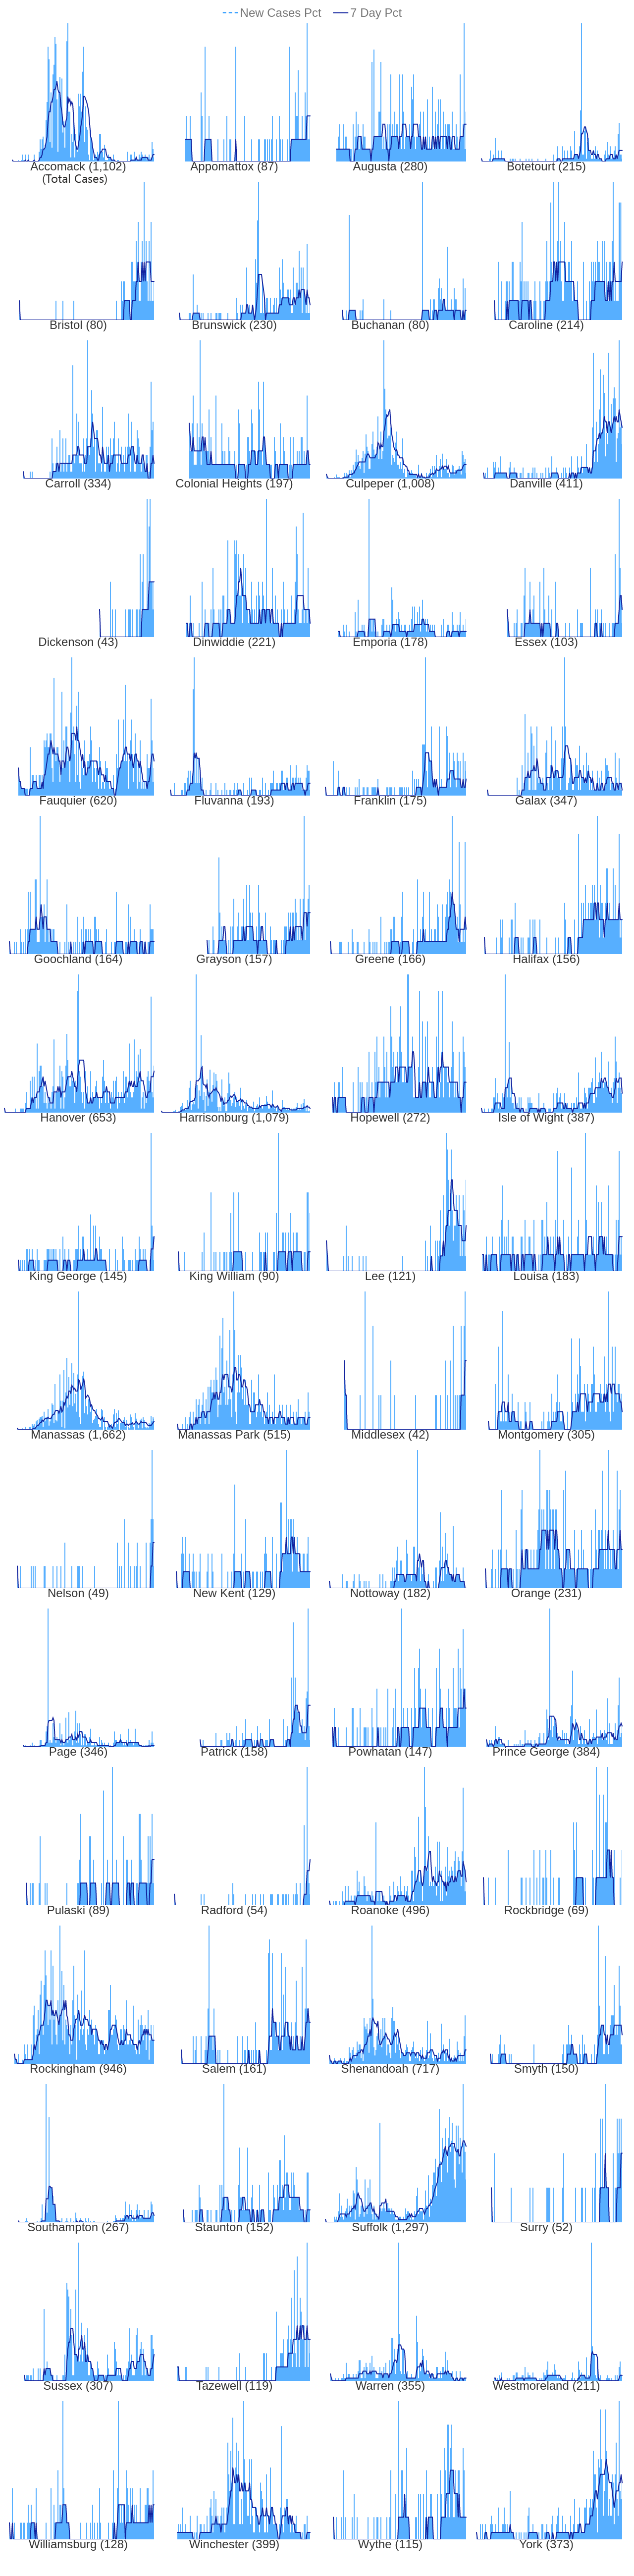 New Cases Pct 7 Day Pct
Accomack (1,102) Appomattox (87) Augusta (280) Botetourt (215)
(Total Cases)
Bristol (80) Brunswick (230) Buchanan (80) Caroline (214)
Carroll (334) Colonial Heights (197) Culpeper (1,008) Danville (411)
Dickenson (43) Dinwiddie (221) Emporia (178) Essex (103)
Fauquier (620) Fluvanna (193) Franklin (175) Galax (347)
Goochland (164) Grayson (157) Greene (166) Halifax (156)
Hanover (653) Harrisonburg (1,079) Hopewell (272) Isle of Wight (387)
King George (145) King William (90) Lee (121) Louisa (183)
Manassas (1,662) Manassas Park (515) Middlesex (42) Montgomery (305)
Nelson (49) New Kent (129) Nottoway (182) Orange (231)
Page (346) Patrick (158) Powhatan (147) Prince George (384)
Pulaski (89) Radford (54) Roanoke (496) Rockbridge (69)
Rockingham (946) Salem (161) Shenandoah (717) Smyth (150)
Southampton (267) Staunton (152) Suffolk (1,297) Surry (52)
Sussex (307) Tazewell (119) Warren (355) Westmoreland (211)
Williamsburg (128) Winchester (399) Wythe (115) York (373)